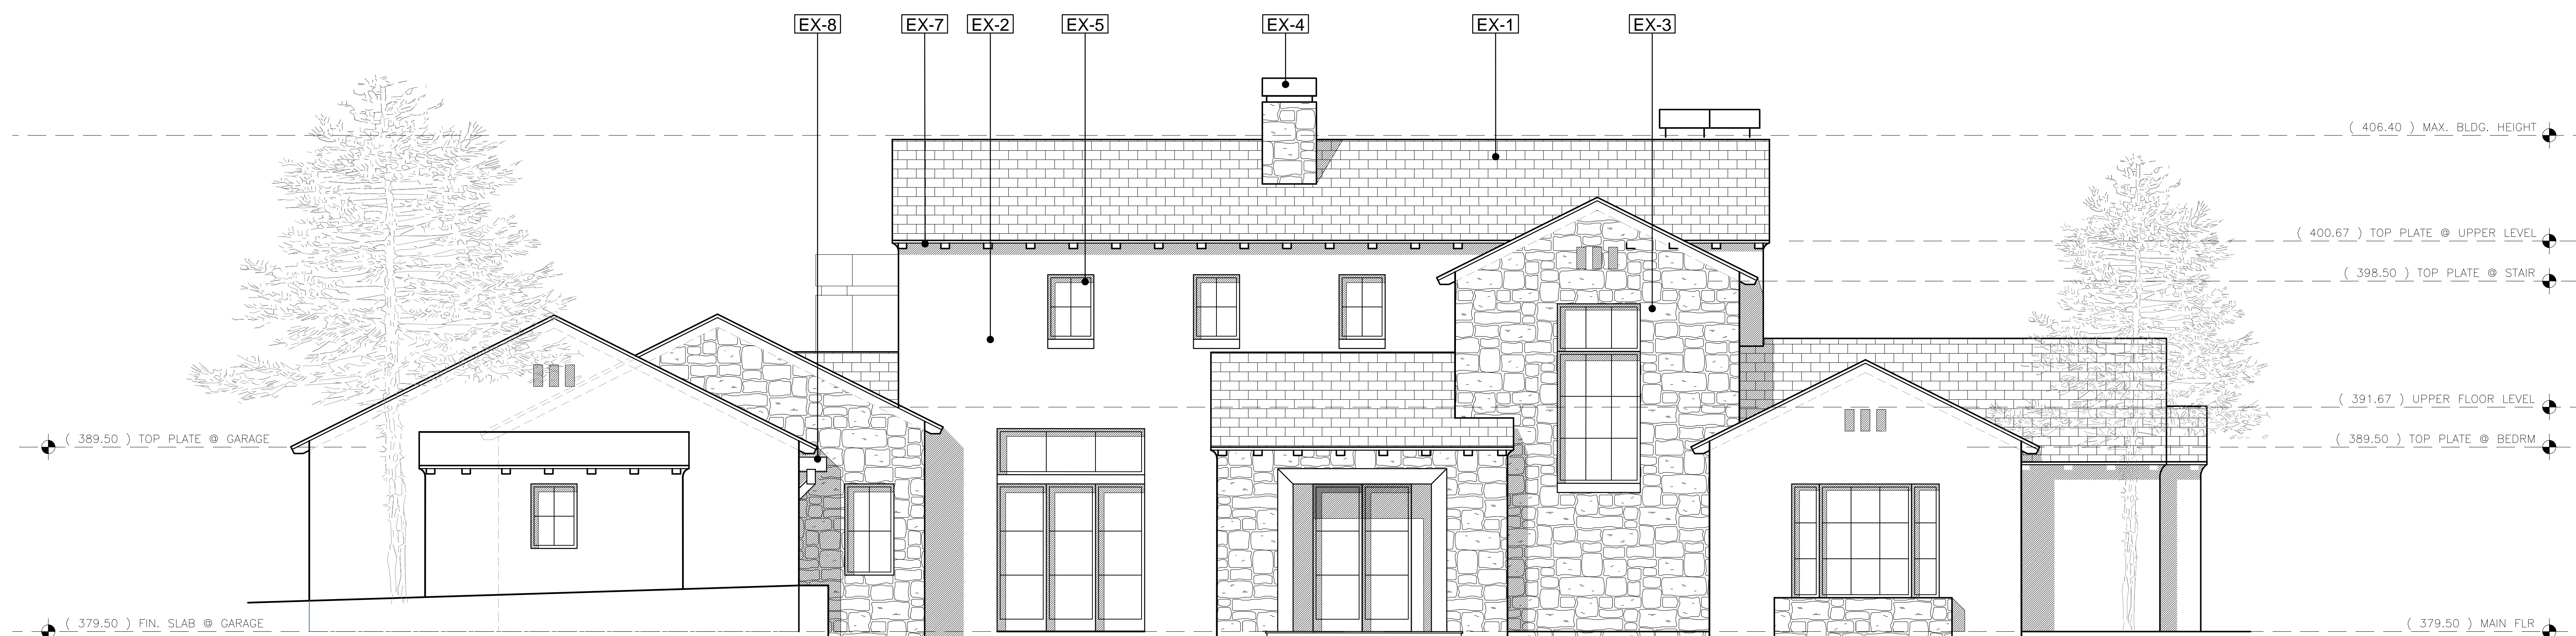 EX-8
EX-7
EX-2
EX-5
EX-4
EX-1
EX-3
( 406.40 ) MAX. BLDG. HEIGHT
( 400.67 ) TOP PLATE @ UPPER LEVEL
( 398.50 ) TOP PLATE @ STAIR
( 391.67 ) UPPER FLOOR LEVEL
( 389.50 ) TOP PLATE @ GARAGE
( 389.50 ) TOP PLATE @ BEDRM
( 379.50 ) FIN. SLAB @ GARAGE
( 379.50 ) MAIN FLR